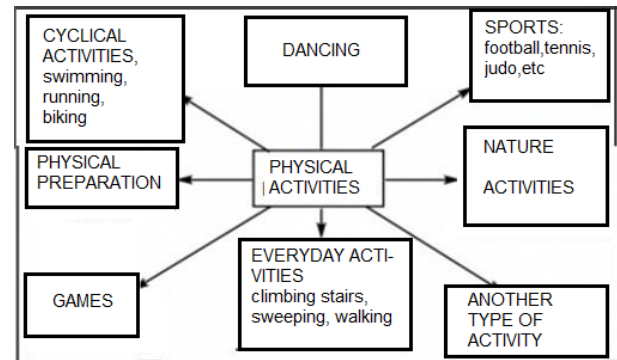 CYCLICAL
ACTIVITIES,
swimming,
running,
biking
DANCING
SPORTS:
football,tennis,
judo,etc
PHYSICAL
PREPARATION
PHYSICAL
ACTIVITIES
NATURE
ACTIVITIES
GAMES
EVERYDAY ACTI-
VITIES
climbing stairs,
sweeping, walking
ANOTHER
TYPE OF
ACTIVITY